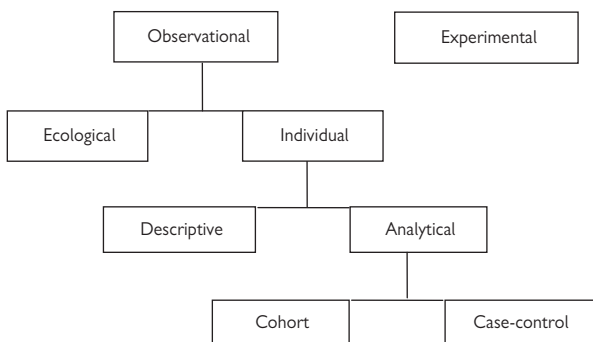 Observational
Experimental
Ecological
Individual
Descriptive
Analytical
Cohort
Case-control